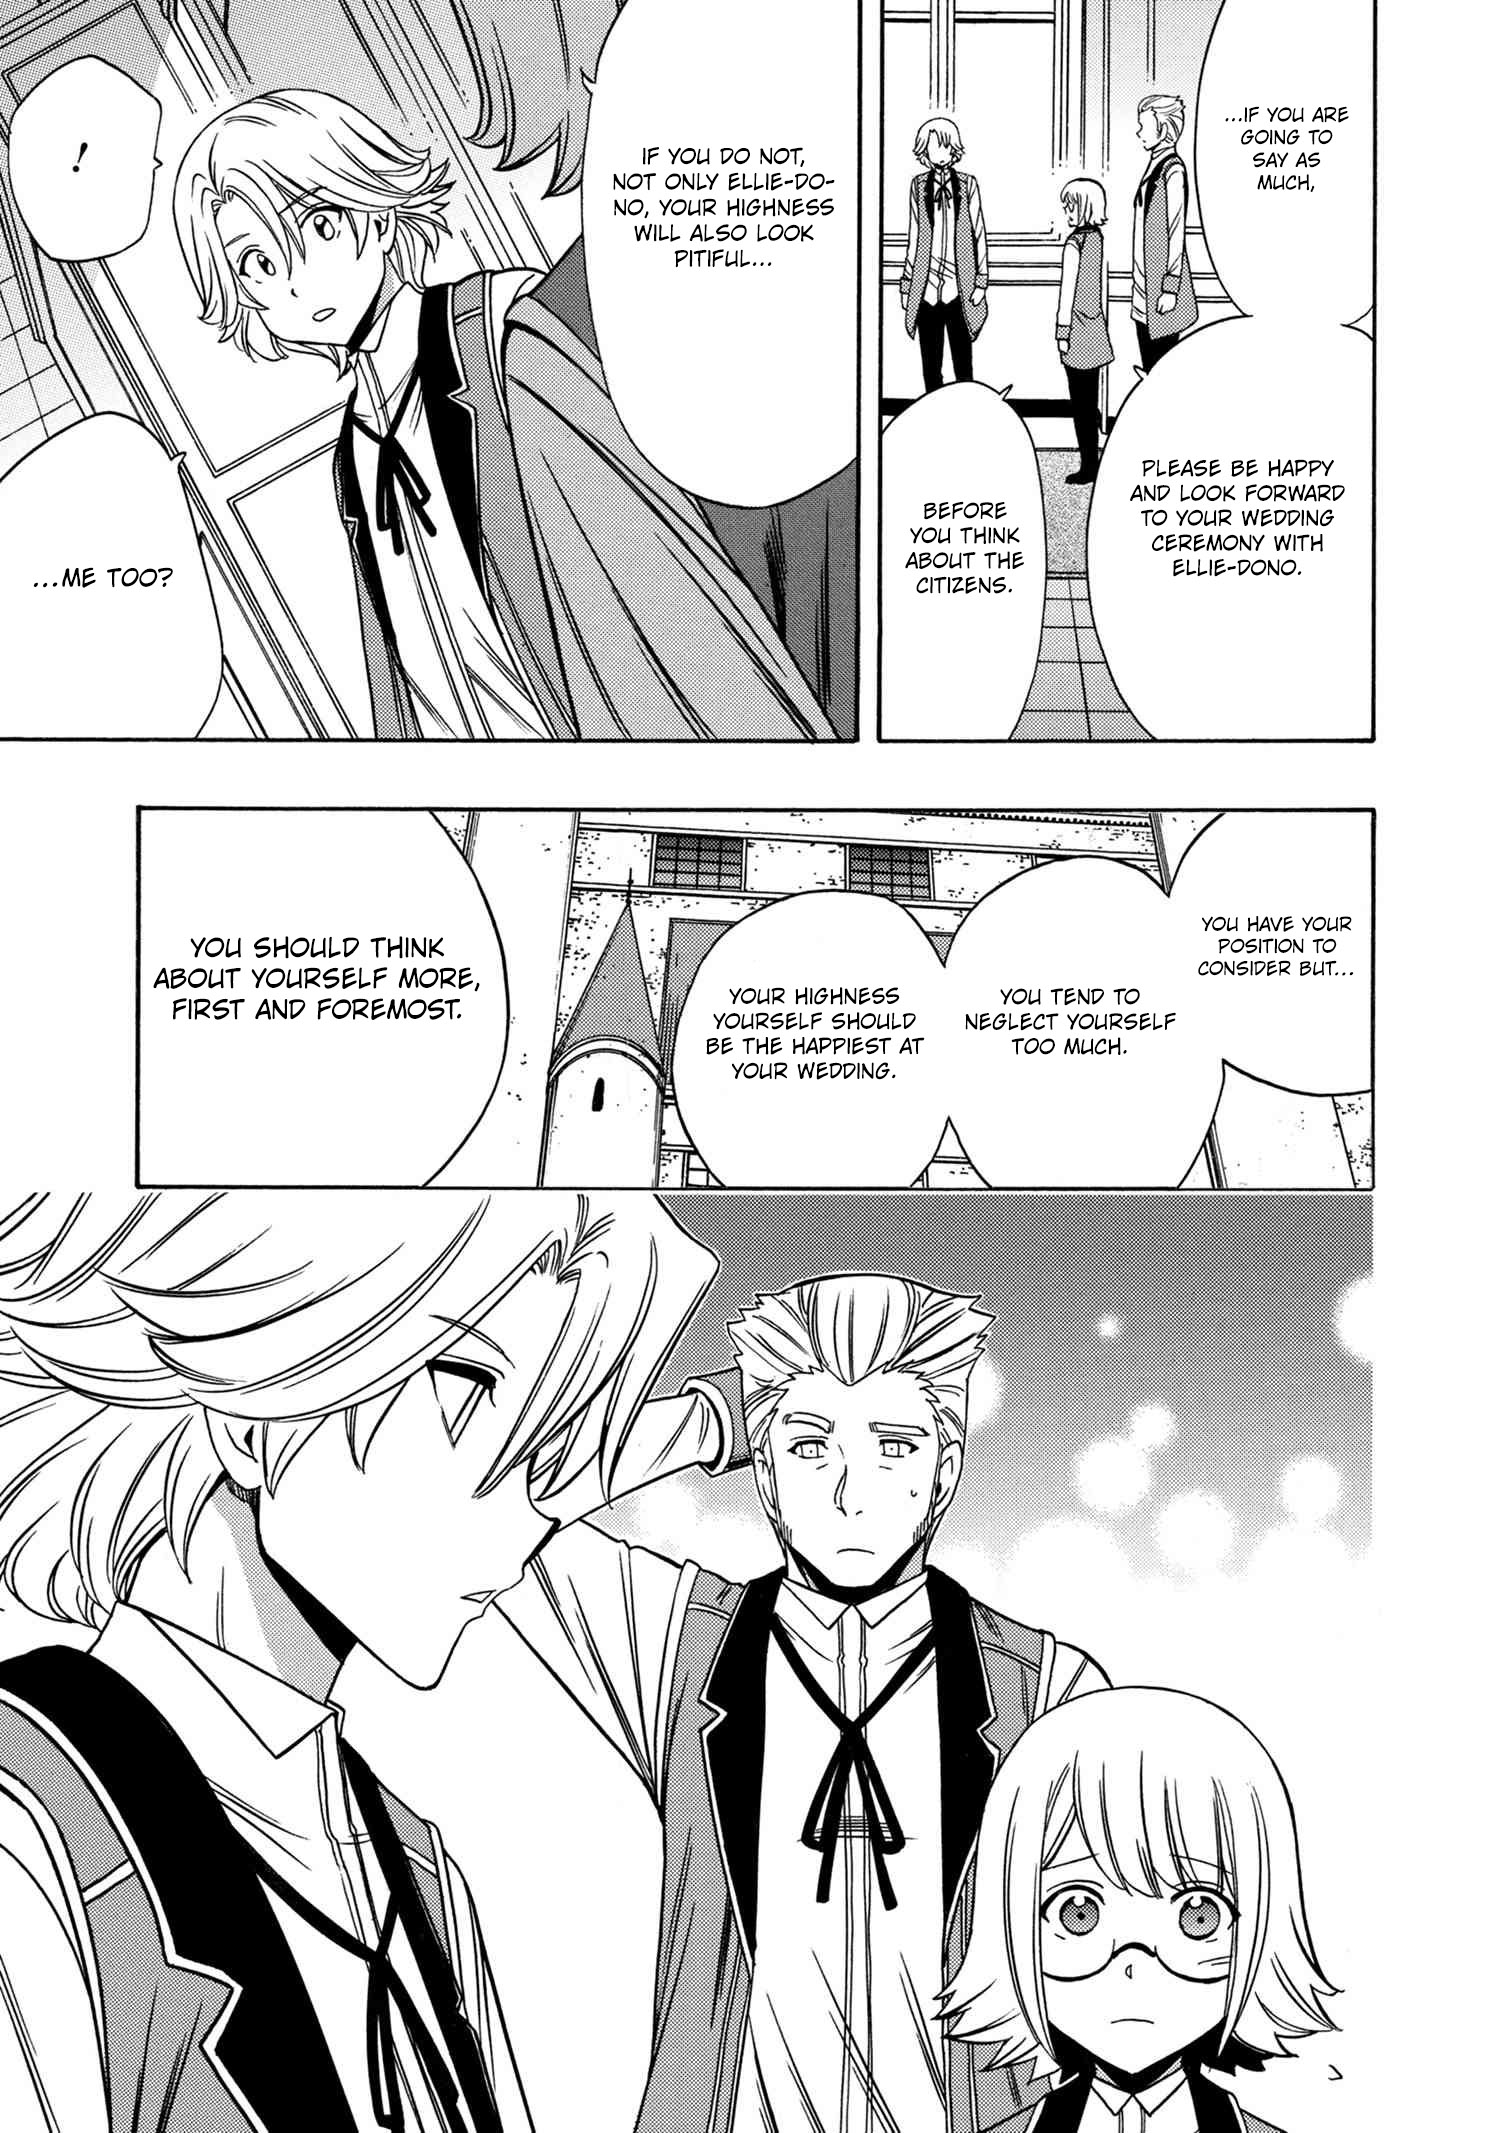 ...IF YOU ARE
GOING TO
SAY AS
MUCH,
PLEASE BE HAPPY
AND LOOK FORWARD
TO YOUR WEDDING
CEREMONY WITH
ELLIE-DONO.
BEFORE
YOU THINK
ABOUT THE
CITIZENS.
IF YOU DO NOT,
NOT ONLY ELLIE-DO-
NO, YOUR HIGHNESS
WILL ALSO LOOK
PITIFUL...
!
...ME TOO?
YOU HAVE YOUR
POSITION TO
CONSIDER BUT...
YOU TEND TO
NEGLECT YOURSELF
TOO MUCH.
YOUR HIGHNESS
YOURSELF SHOULD
BE THE HAPPIEST AT
YOUR WEDDING.
YOU SHOULD THINK
ABOUT YOURSELF MORE,
FIRST AND FOREMOST.